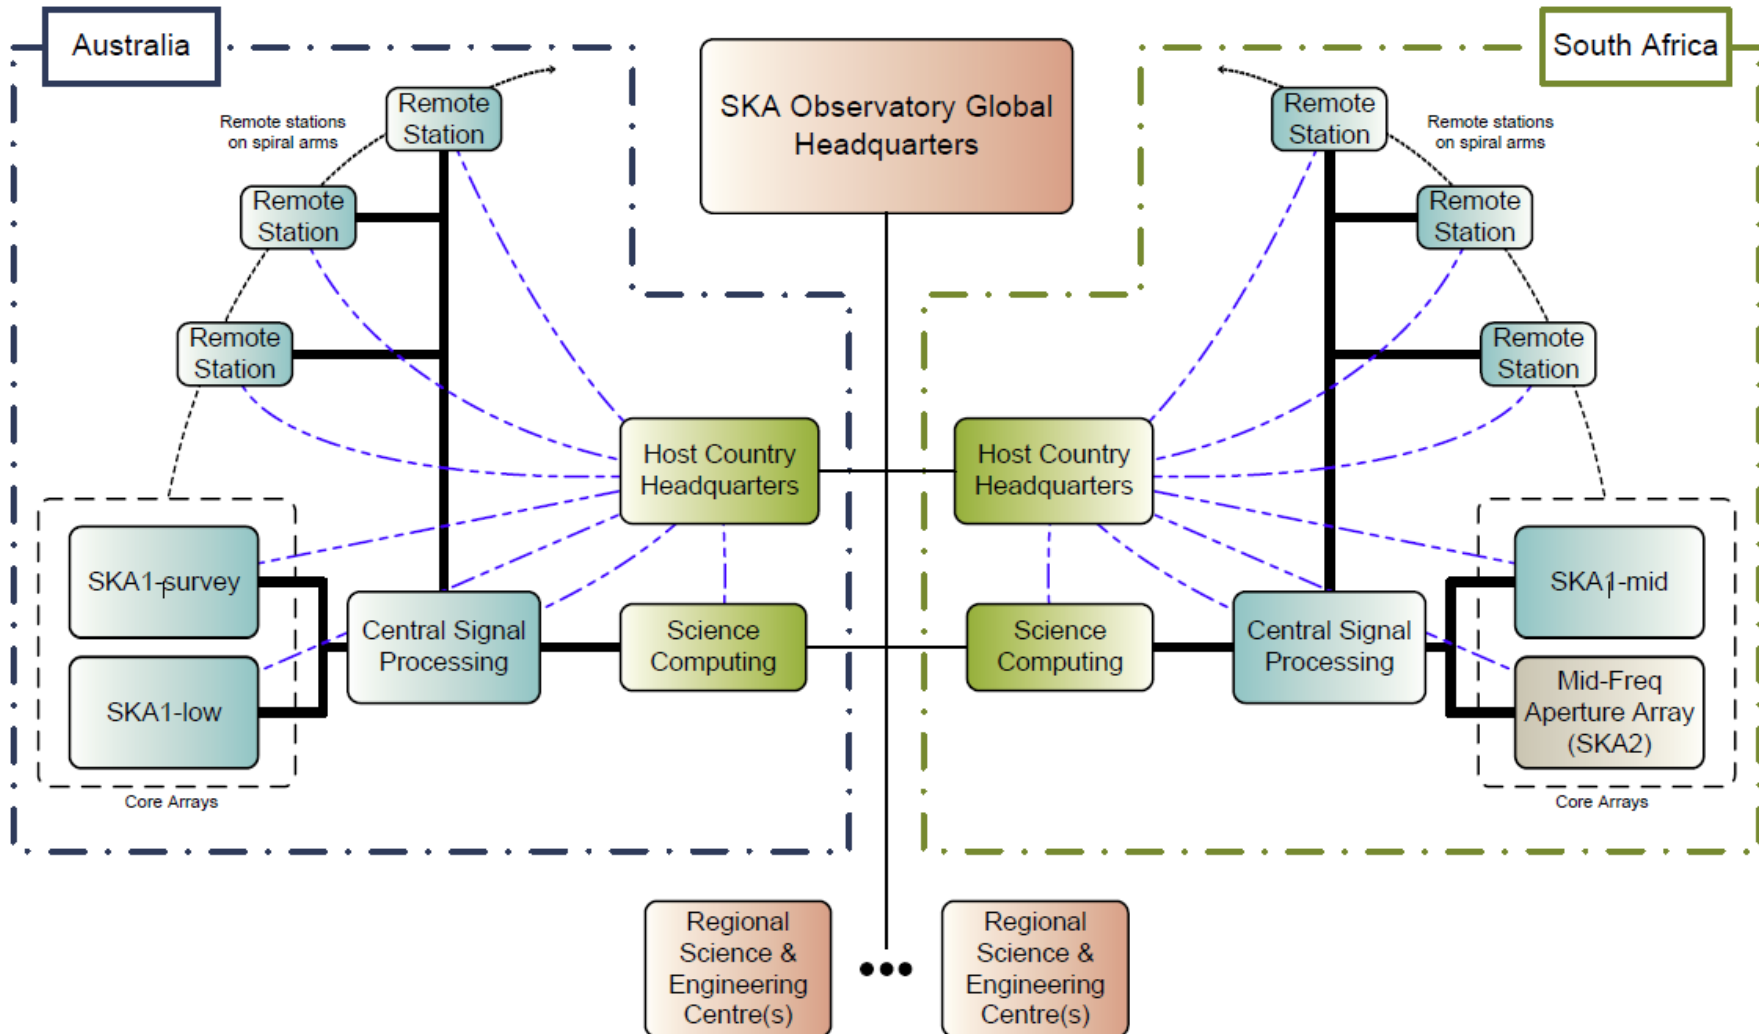 Australia
South Africa
SKA Observatory Global
Headquarters
Remote
Station
Remote stations
on spiral arms
Remote
Station
Remote
Station
Remote
Station
Remote stations
on spiral arms
Remote
Station
Remote
Station
Host Country
Headquarters
Host Country
Headquarters
SKA1-survey
SKA1-low
Core Arrays
Central Signal
Processing
Science
Computing
Science
Computing
Central Signal
Processing
SKA1-mid
Mid-Freq
Aperture Array
(SKA2)
Core Arrays
Regional
Science &
Engineering
Centre(s)
Regional
Science &
Engineering
Centre(s)